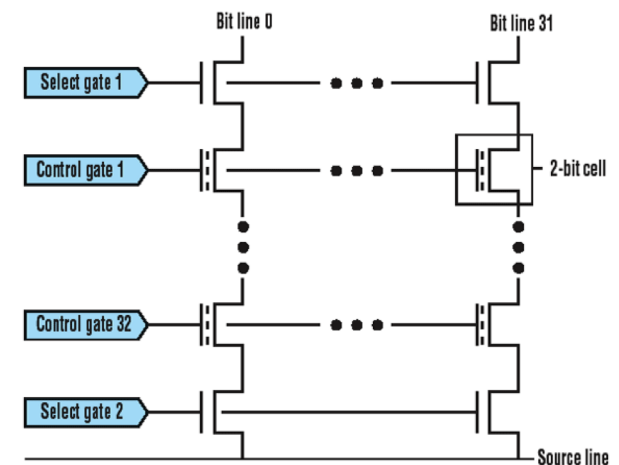 Bit line 0
Bit line 31
Select gate 1
Control gate 1
2-bit cell
Control gate 32
Select gate 2
Source line